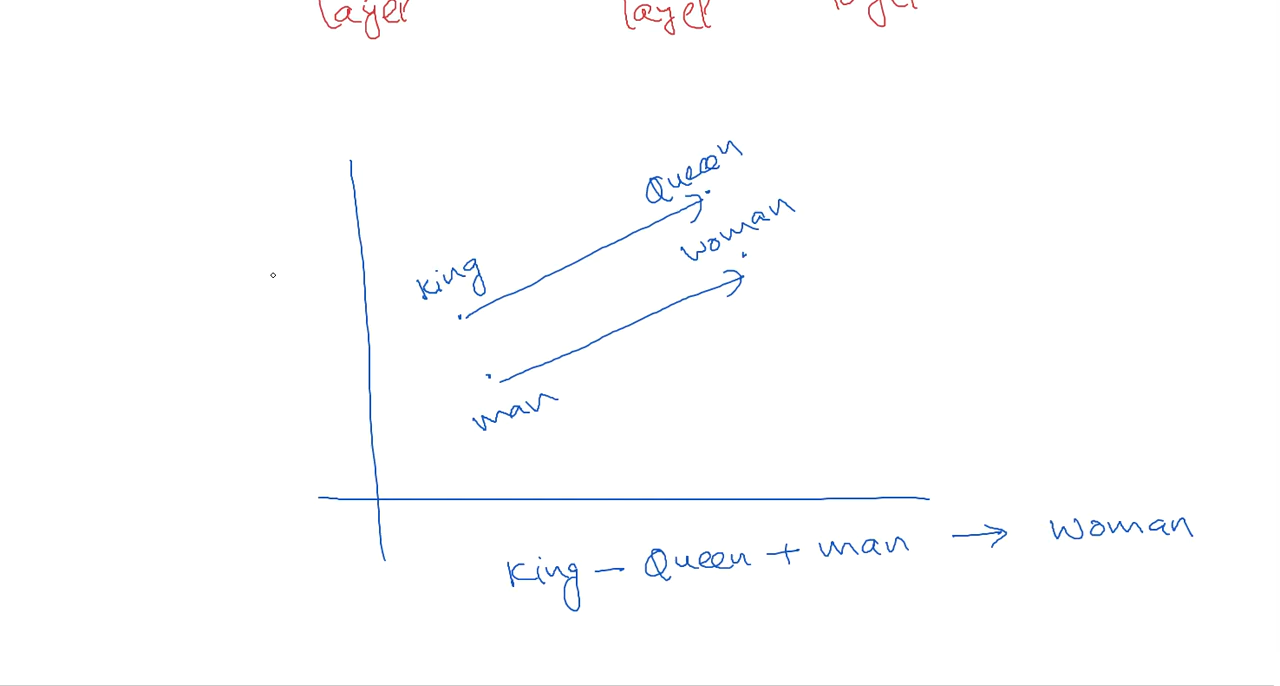 layer layer
Queen
woman
King
man
King - Queen + man → woman